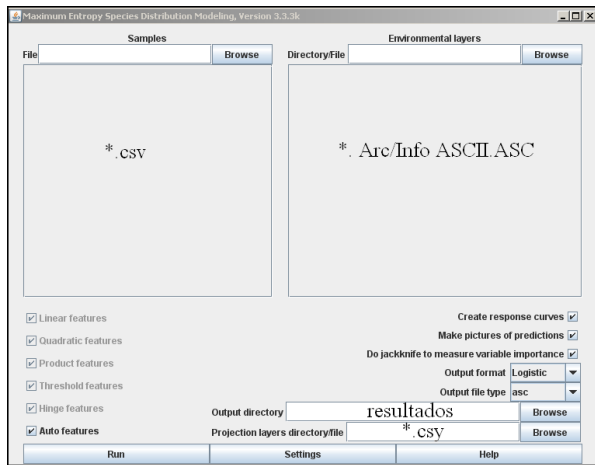 Maximum Entropy Species Distribution Modeling, Version 3.3.3k
Samples
File
Browse
*.csv
Environmental layers
Directory/File
Browse
*. Arc/Info ASCII.ASC
Linear features
Quadratic features
Product features
Threshold features
Hinge features
Auto features
Create response curves
Make pictures of predictions
Do jackknife to measure variable importance
Output format Logistic
Output file type asc
Output directory resultados Browse
Projection layers directory/file *.csv Browse
Run Settings Help